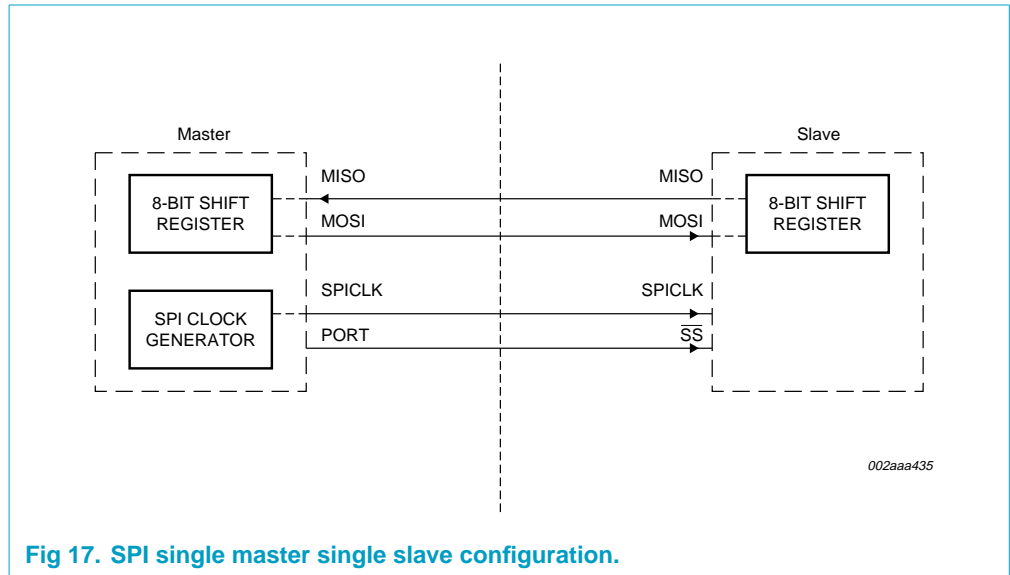 Master
Slave
8-BIT SHIFT
REGISTER
MISO
MISO
MOSI
MOSI
8-BIT SHIFT
REGISTER
SPI CLOCK
GENERATOR
SPICLK
SPICLK
PORT
S̅S̅
002aaa435
Fig 17. SPI single master single slave configuration.